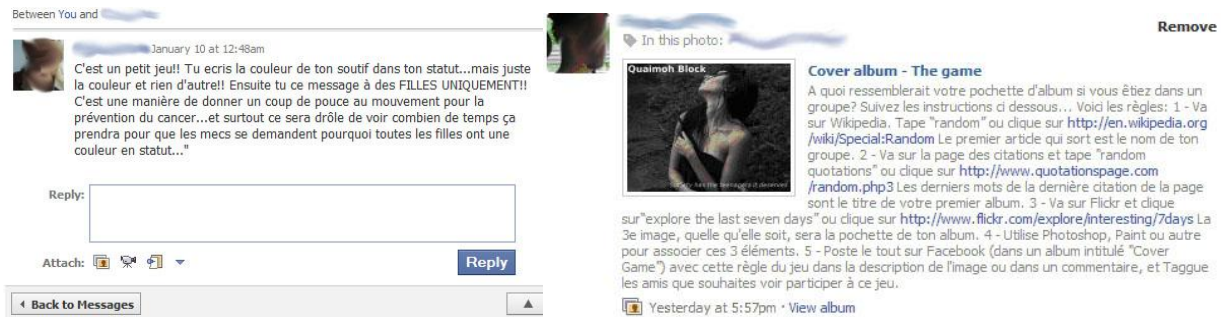 Between You and
January 10 at 12:48am
C'est un petit jeu!! Tu ecris la couleur de ton soutif dans ton statut...mais juste
la couleur et rien d'autre!! Ensuite tu ce message à des FILLES UNIQUEMENT!!
C'est une manière de donner un coup de pouce au mouvement pour la
prévention du cancer...et surtout ce sera drôle de voir combien de temps ça
prendra pour que les mecs se demandent pourquoi toutes les filles ont une
couleur en statut..."
Reply:
Attach:
Reply
Back to Messages
Remove
In this photo:
Quaimoh Block
society has the teenagers it deserves
Cover album - The game
A quoi ressemblerait votre pochette d'album si vous êtiez dans un
groupe? Suivez les instructions ci dessous... Voici les règles: 1 - Va
sur Wikipedia. Tape "random" ou clique sur http://en.wikipedia.org
/wiki/Special:Random Le premier article qui sort est le nom de ton
groupe. 2 - Va sur la page des citations et tape "random
quotations" ou clique sur http://www.quotationspage.com
/random.php3 Les derniers mots de la dernière citation de la page
sont le titre de votre premier album. 3 - Va sur Flickr et clique
sur"explore the last seven days" ou clique sur http://www.flickr.com/explore/interesting/7days La
3e image, quelle qu'elle soit, sera la pochette de ton album. 4 - Utilise Photoshop, Paint ou autre
pour associer ces 3 éléments. 5 - Poste le tout sur Facebook (dans un album intitulé "Cover
Game") avec cette règle du jeu dans la description de l'image ou dans un commentaire, et Taggue
les amis que souhaites voir participer à ce jeu.
Yesterday at 5:57pm · View album